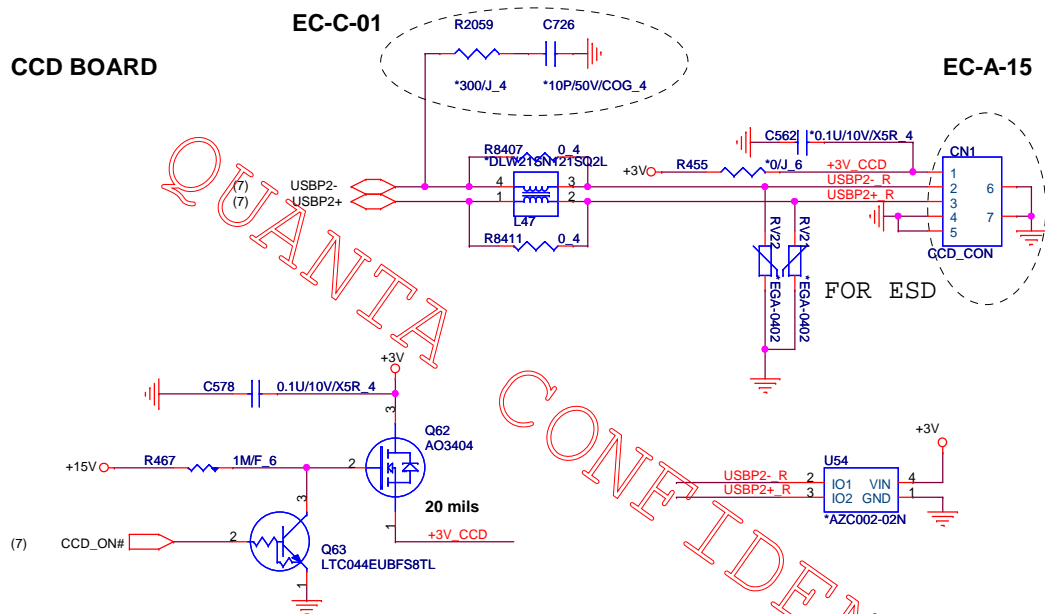 EC-C-01
CCD BOARD
EC-A-15
R2059
C726
*300/J_4
*10P/50V/COG_4
C562
*0.1U/10V/X5R_4
CN1
R8407
0_4
*DLW21SN121SQ2L
+3V
R455
*0/J_6
+3V_CCD
1
(7)
USBP2-
4
3
USBP2-_R
2
6
(7)
USBP2+
1
2
USBP2+_R
3
4
7
5
L47
R8411
0_4
CCD_CON
RV22
*EGA-0402
RV21
*EGA-0402
FOR ESD
QUANTA
CONFIDEN
+3V
C578
0.1U/10V/X5R_4
3
Q62
AO3404
+15V
R467
1M/F_6
2
20 mils
1
+3V_CCD
3
(7)
CCD_ON#
2
Q63
LTC044EUBFS8TL
1
+3V
U54
USBP2-_R
2
IO1
VIN
4
USBP2+_R
3
IO2
GND
1
*AZC002-02N